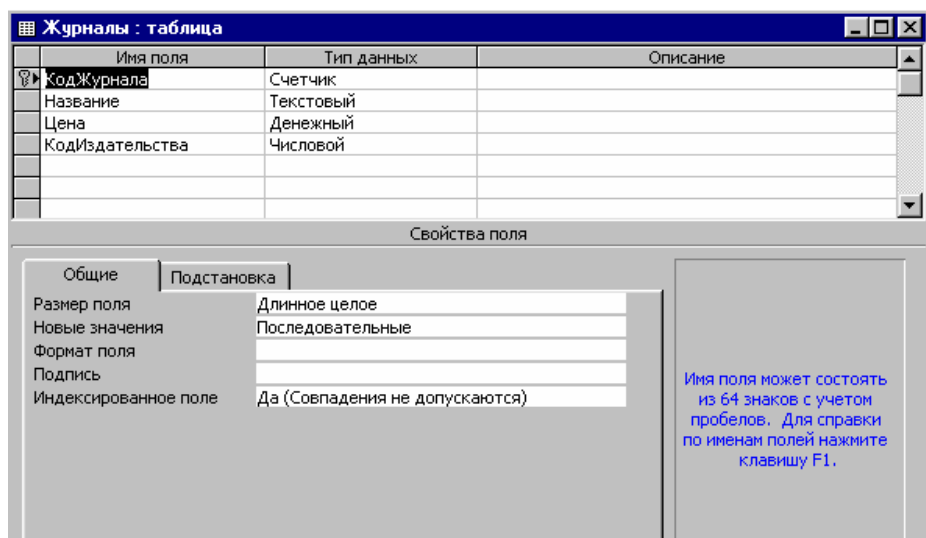 Журналы : таблица
Имя поля Тип данных Описание
КодЖурнала Счетчик
Название Текстовый
Цена Денежный
КодИздательства Числовой
Свойства поля
Общие Подстановка
Размер поля Длинное целое
Новые значения Последовательные
Формат поля
Подпись
Индексированное поле Да (Совпадения не допускаются)
Имя поля может состоять
из 64 знаков с учетом
пробелов. Для справки
по именам полей нажмите
клавишу F1.